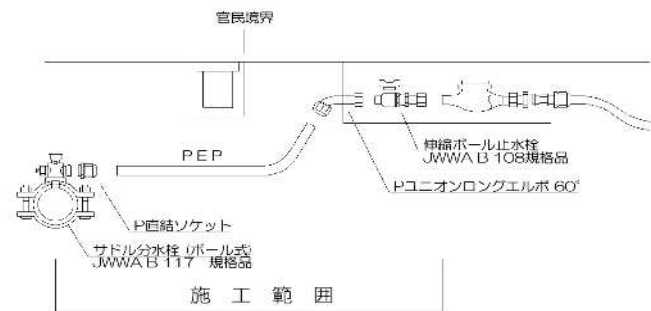 官民境界
PEP
伸縮ボール止水栓
JWWA B 108規格品
Pユニオンロングエルボ 60°
P直結ソケット
サドル分水栓 (ボール式)
JWWA B 117 規格品
施工範囲